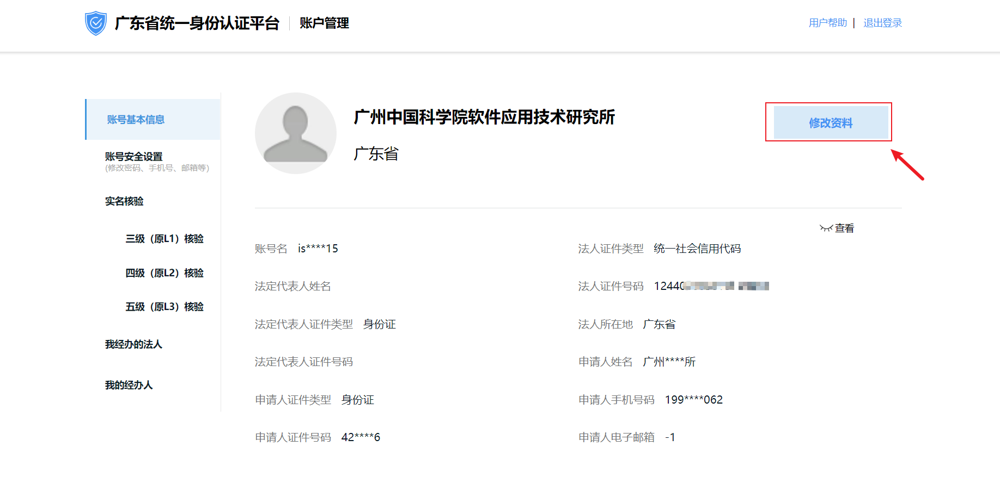 广东省统一身份认证平台 账户管理
用户帮助 | 退出登录
账号基本信息
账号安全设置
(修改密码、手机号、邮箱等)
实名核验
三级（原L1）核验
四级（原L2）核验
五级（原L3）核验
我经办的法人
我的经办人
广州中国科学院软件应用技术研究所
广东省
修改资料
查看
账号名 is****15
法人证件类型 统一社会信用代码
法定代表人姓名
法人证件号码 12440
法定代表人证件类型 身份证
法人所在地 广东省
法定代表人证件号码
申请人姓名 广州****所
申请人证件类型 身份证
申请人手机号码 199****062
申请人证件号码 42****6
申请人电子邮箱 -1